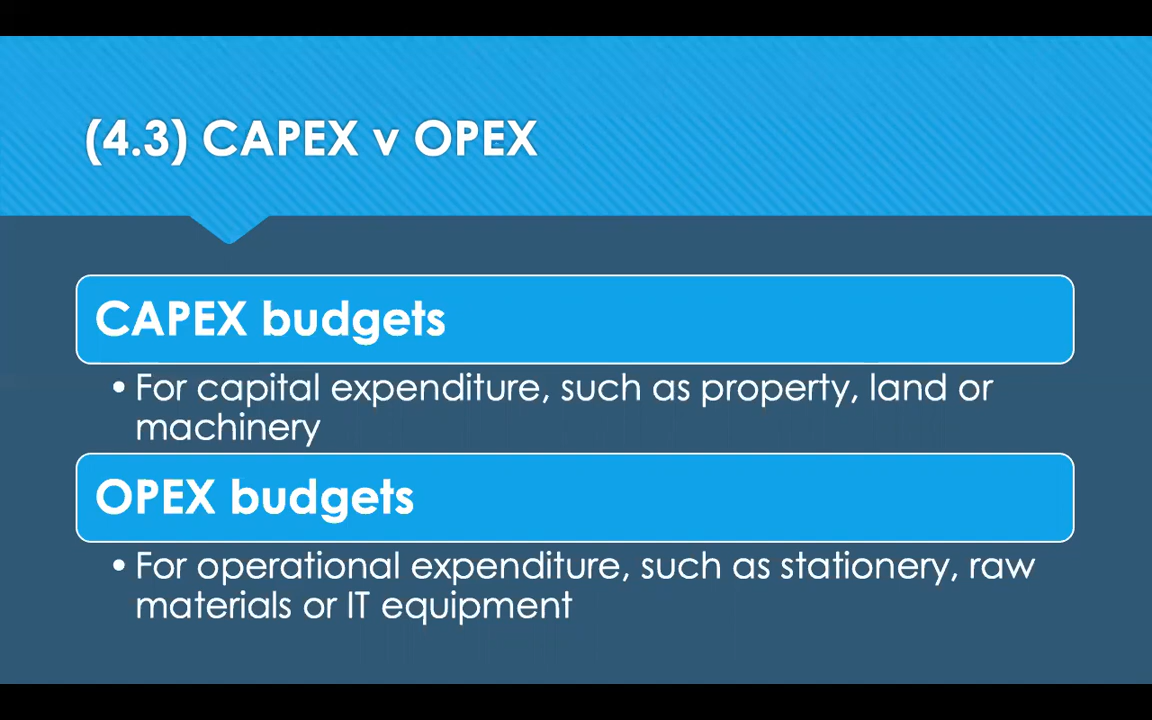 (4.3) CAPEX v OPEX
CAPEX budgets
• For capital expenditure, such as property, land or
machinery
OPEX budgets
• For operational expenditure, such as stationery, raw
materials or IT equipment